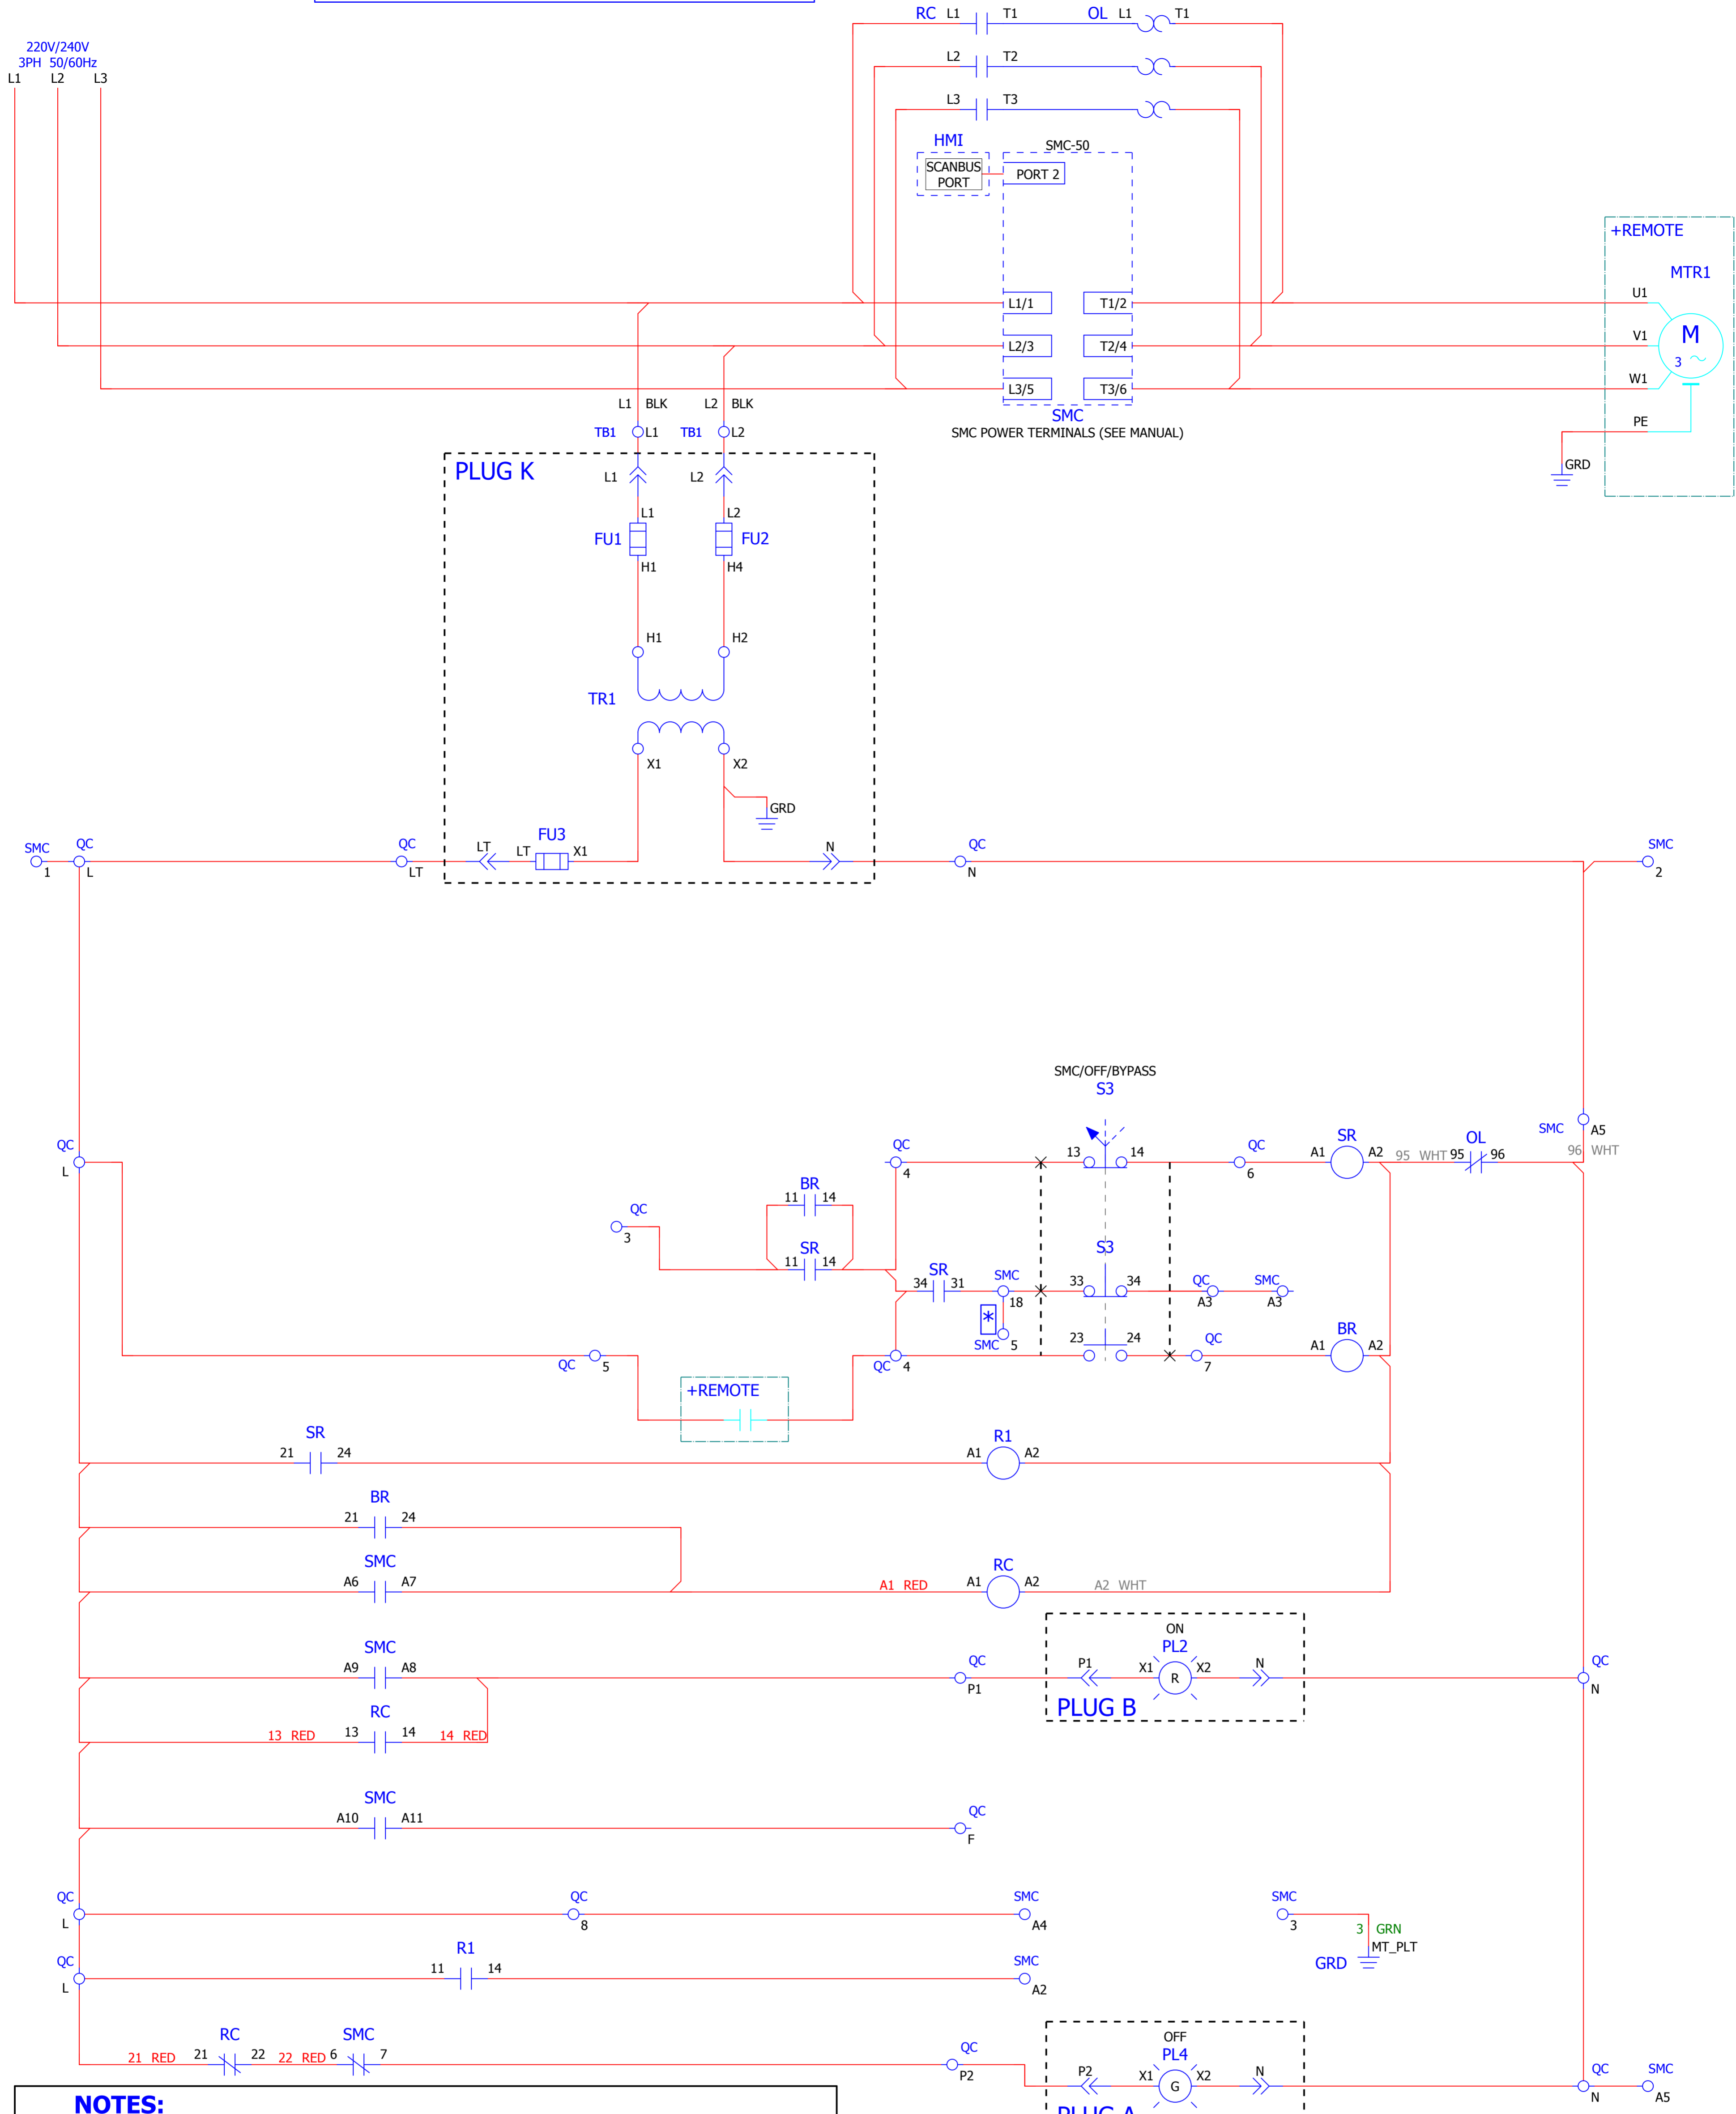 RC L1 T1 OL L1 T1
220V/240V
3PH 50/60Hz
L1 L2 L3
L2 T2
L3 T3
HMI
SMC-50
SCANBUS
PORT
PORT 2
+REMOTE
MTR1
L1/1 T1/2 U1
L2/3 T2/4 V1
M
3
L3/5 T3/6 W1
L1 BLK L2 BLK
SMC
SMC POWER TERMINALS (SEE MANUAL)
TB1 L1 TB1 L2
PE
GRD
PLUG K
L1 L2
L1 L2
FU1 FU2
H1 H4
H1 H2
TR1
X1 X2
GRD
SMC QC QC FU3 QC SMC
LT LT X1 N
1 L LT N 2
SMC/OFF/BYPASS
S3
SMC A5
QC QC 13 14 QC SR OL
L 4 6 A1 A2 95 WHT 95 96 96 WHT
BR
11 14
QC
3
SR S3
11 14
SR SMC QC SMC
34 31 33 34
18 A3 A3
*
SMC 5 23 24 QC BR
A1 A2
QC 5 QC 4 7
+REMOTE
SR R1
21 24 A1 A2
BR
21 24
SMC RC
A6 A7 A1 RED A1 A2 A2 WHT
ON
SMC PL2
A9 A8 QC P1 X1 R X2 N QC
P1 N
RC PLUG B
13 RED 13 14 14 RED
SMC
A10 A11 QC
F
QC QC SMC SMC
L 8 A4 3
3 GRN
MT_PLT
GRD
QC R1 SMC
L 11 14 A2
OFF
RC SMC PL4
21 RED 21 22 22 RED 6 7 QC QC SMC
P2 P2 X1 G X2 N N A5
NOTES:
PLUG A